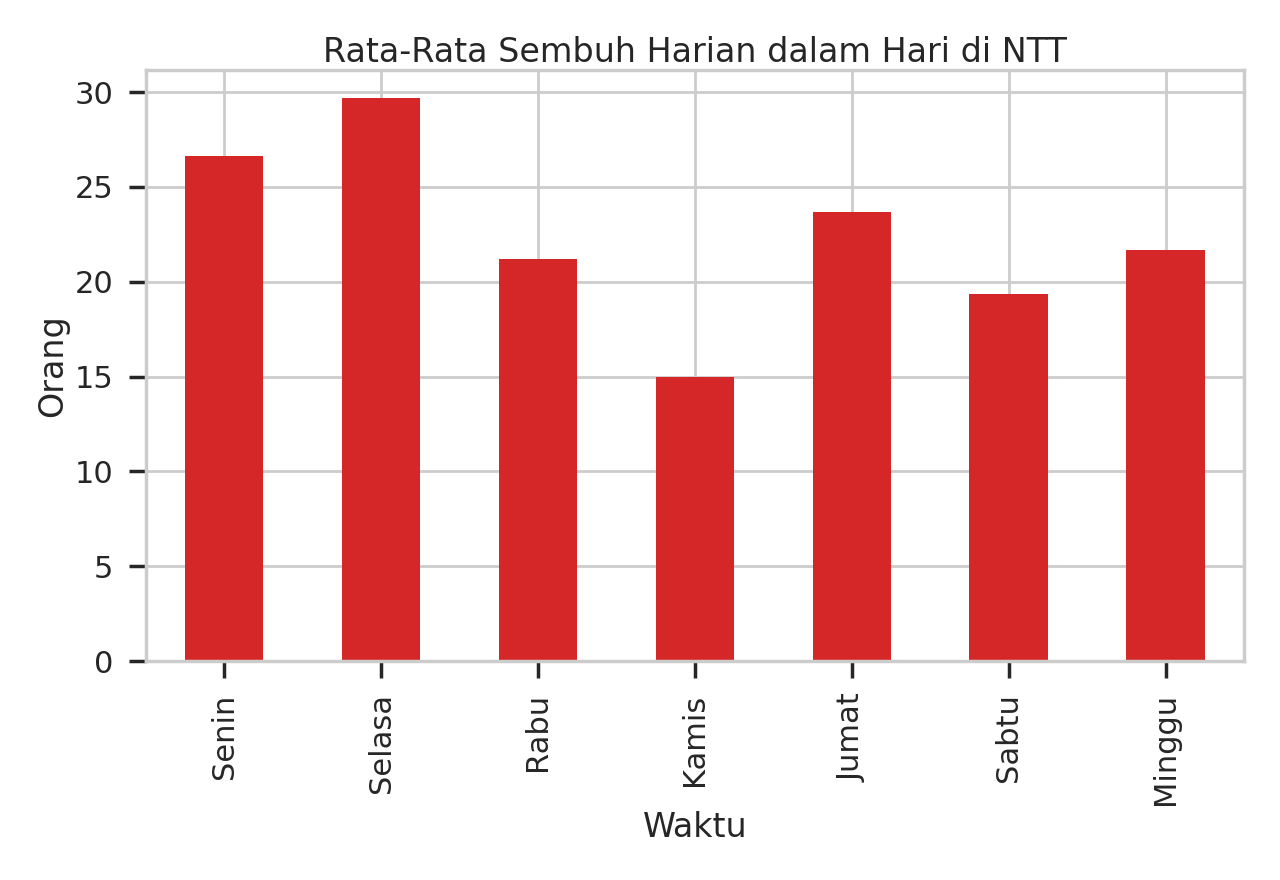 Rata-Rata Sembuh Harian dalam Hari di NTT
30
25
20
15
10
5
0
Orang
Senin
Selasa
Rabu
Kamis
Jumat
Sabtu
Minggu
Waktu